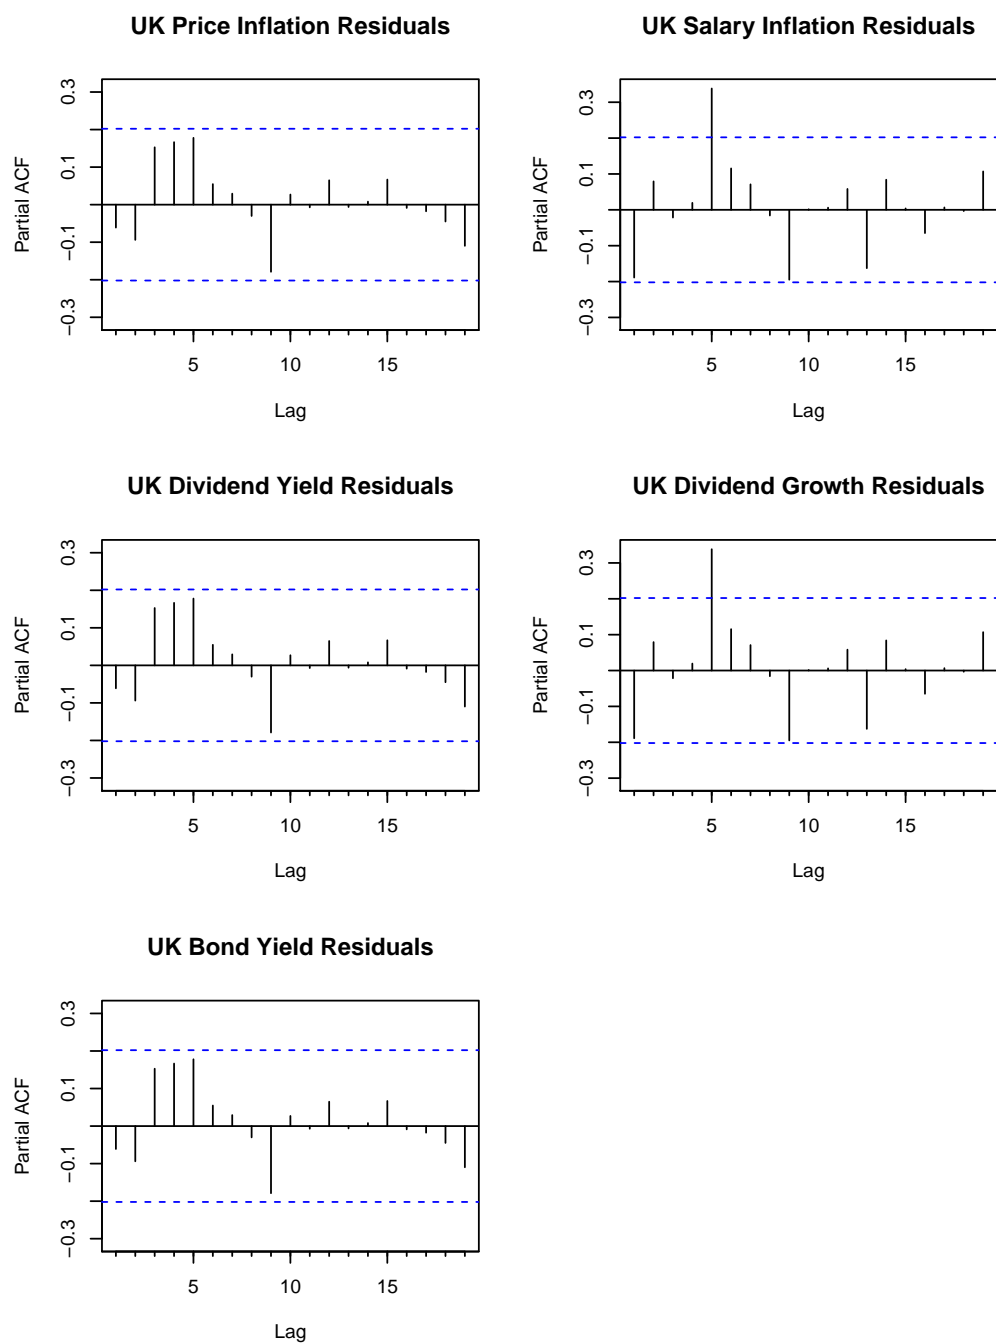 UK Price Inflation Residuals
Partial ACF
0.3
0.1
−0.1
−0.3
5
10
15
Lag
UK Salary Inflation Residuals
Partial ACF
0.3
0.1
−0.1
−0.3
5
10
15
Lag
UK Dividend Yield Residuals
Partial ACF
0.3
0.1
−0.1
−0.3
5
10
15
Lag
UK Dividend Growth Residuals
Partial ACF
0.3
0.1
−0.1
−0.3
5
10
15
Lag
UK Bond Yield Residuals
Partial ACF
0.3
0.1
−0.1
−0.3
5
10
15
Lag